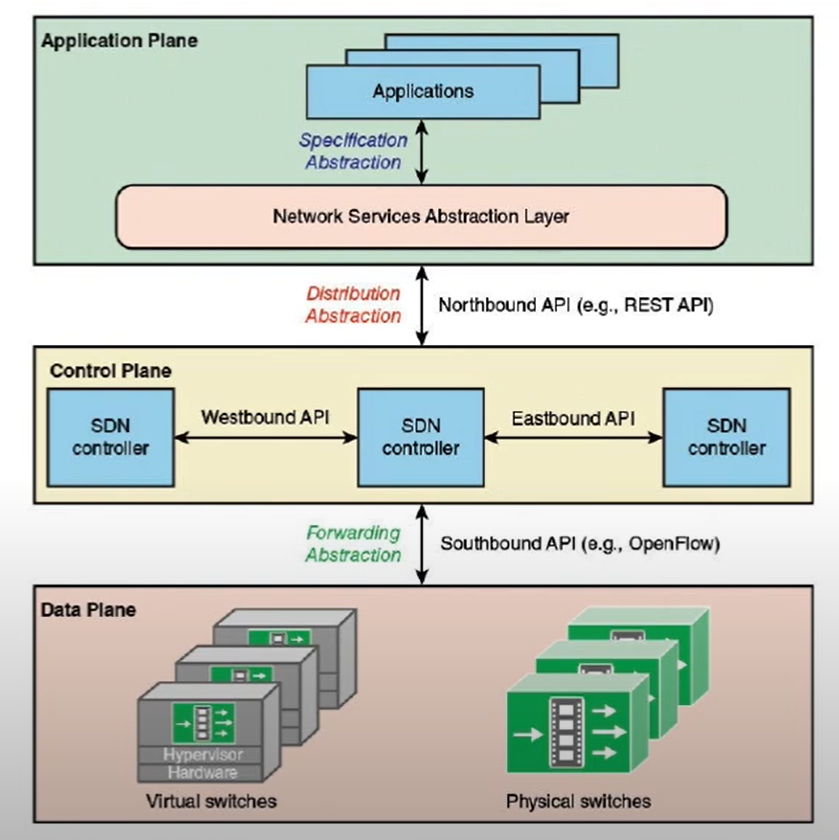 Application Plane
Applications
Specification
Abstraction
Network Services Abstraction Layer
Distribution
Abstraction
Northbound API (e.g., REST API)
Control Plane
SDN
controller
Westbound API
SDN
controller
Eastbound API
SDN
controller
Forwarding
Abstraction
Southbound API (e.g., OpenFlow)
Data Plane
Hypervisor
Hardware
Virtual switches
Physical switches